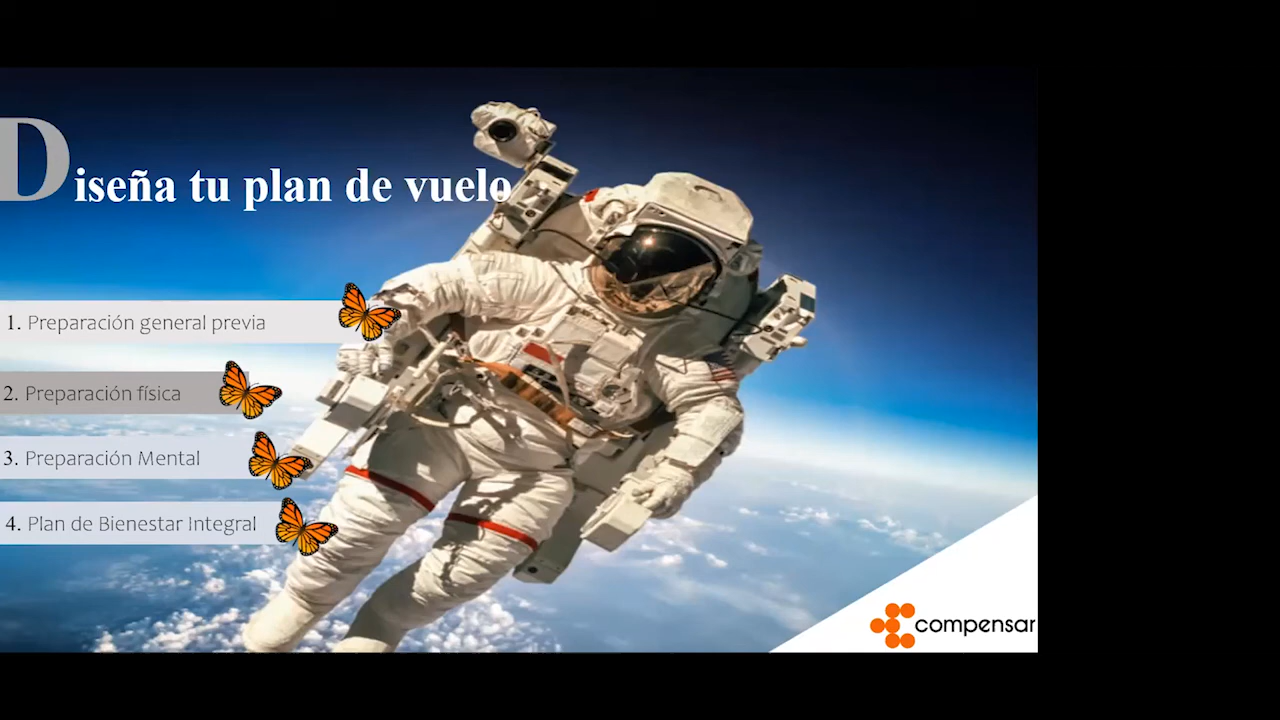 Diseña tu plan de vuelo
1. Preparación general previa
2. Preparación física
3. Preparación Mental
4. Plan de Bienestar Integral
compensar